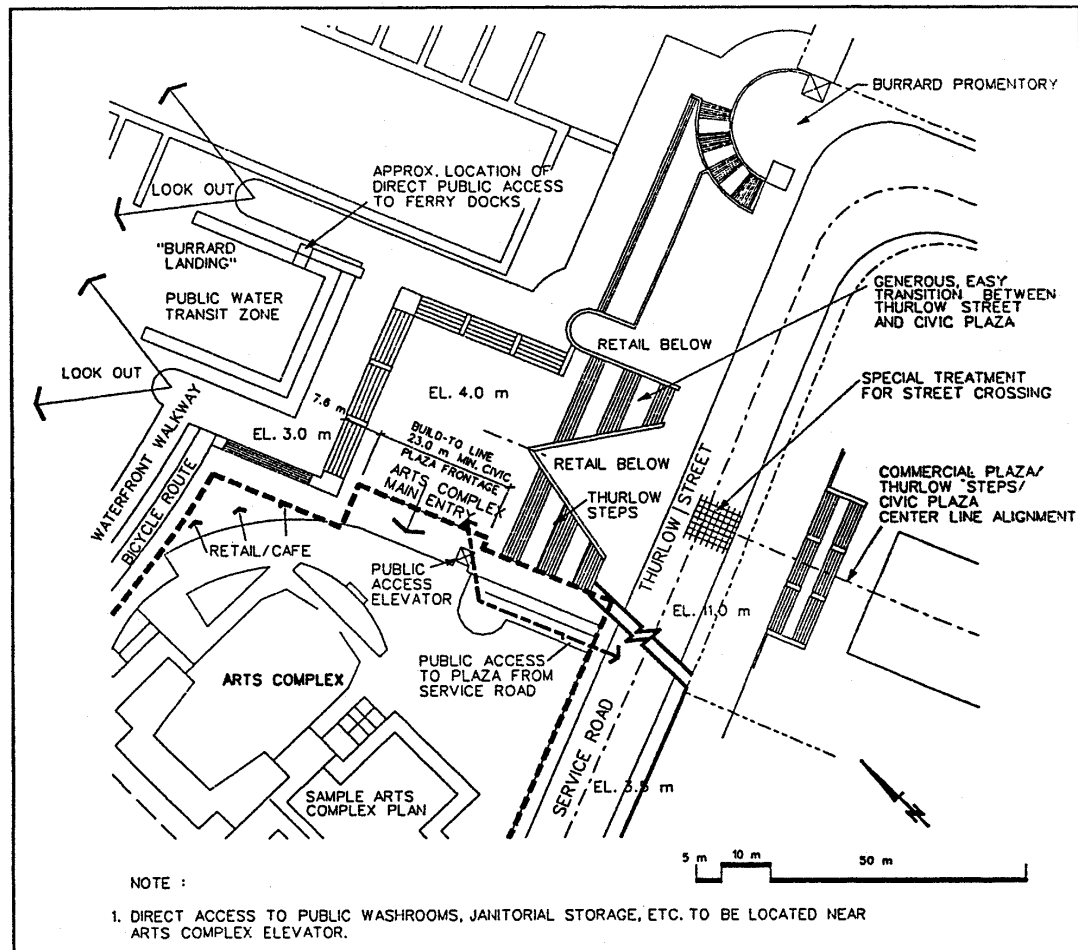 BURRARD PROMENTORY
APPROX. LOCATION OF
DIRECT PUBLIC ACCESS
TO FERRY DOCKS
LOOK OUT
"BURRARD
LANDING"
PUBLIC WATER
TRANSIT ZONE
GENEROUS, EASY
TRANSITION BETWEEN
THURLOW STREET
AND CIVIC PLAZA
RETAIL BELOW
LOOK OUT
SPECIAL TREATMENT
FOR STREET CROSSING
EL. 4.0 m
7.6 m
EL. 3.0 m
BUILD-TO LINE
23.0 m MIN. CIVIC
PLAZA FRONTAGE
ARTS COMPLEX
MAIN ENTRY
RETAIL BELOW
THURLOW
STEPS
THURLOW STREET
COMMERCIAL PLAZA/
THURLOW STEPS/
CIVIC PLAZA
CENTER LINE ALIGNMENT
WATERFRONT WALKWAY
BICYCLE ROUTE
RETAIL/CAFE
PUBLIC
ACCESS
ELEVATOR
EL. 11.0 m
PUBLIC ACCESS
TO PLAZA FROM
SERVICE ROAD
ARTS COMPLEX
SERVICE ROAD
EL. 3.5 m
SAMPLE ARTS
COMPLEX PLAN
N
5 m 10 m 50 m
NOTE :
1. DIRECT ACCESS TO PUBLIC WASHROOMS, JANITORIAL STORAGE, ETC. TO BE LOCATED NEAR
ARTS COMPLEX ELEVATOR.